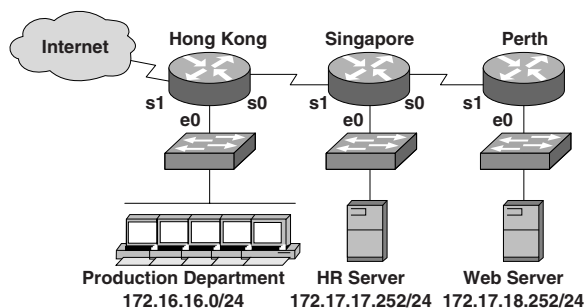 Internet
Hong Kong
Singapore
Perth
s1
s0
s1
s0
s1
e0
e0
e0
Production Department
172.16.16.0/24
HR Server
172.17.17.252/24
Web Server
172.17.18.252/24